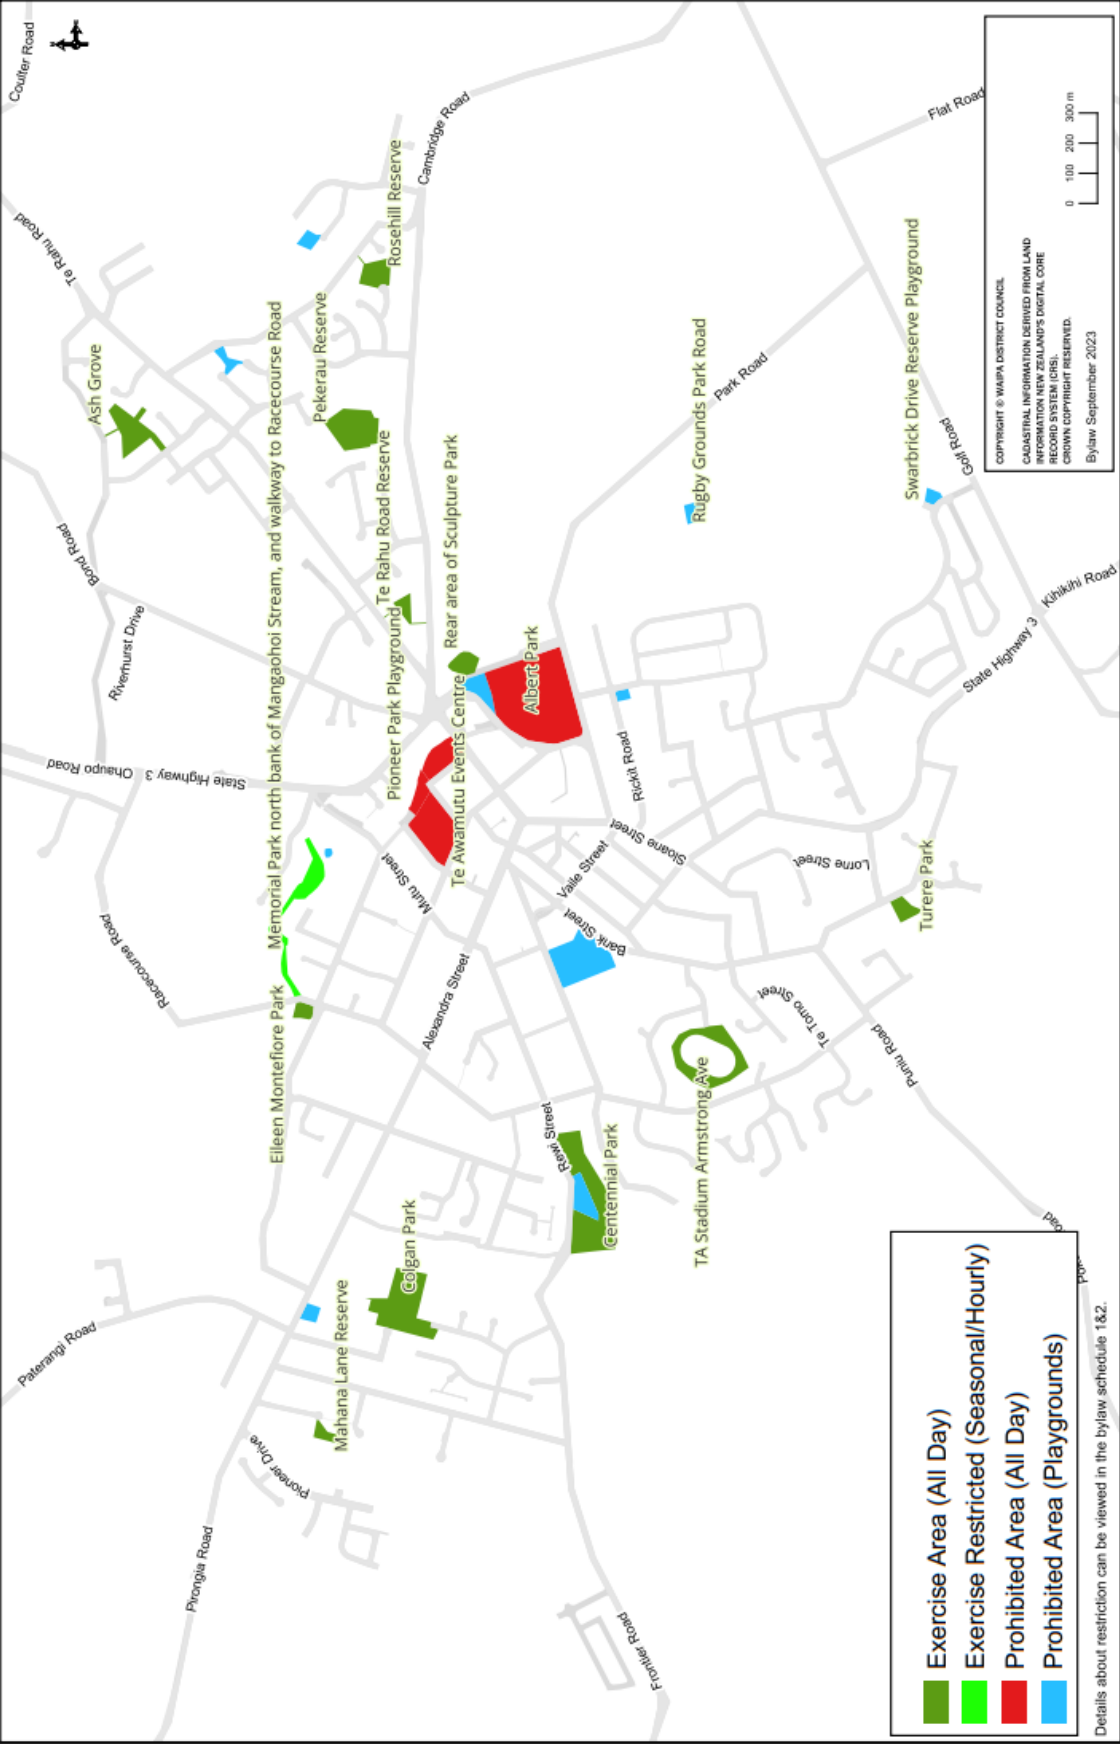 Coulter Road
Te Rahu Road
Cambridge Road
Flat Road
Rosehill Reserve
Ash Grove
Pekerau Reserve
Memorial Park north bank of Mangaohoi Stream, and walkway to Racecourse Road
Te Rahu Road Reserve
Rear area of Sculpture Park
Park Road
Rugby Grounds Park Road
Swarbrick Drive Reserve Playground
Golf Road
Kihikihi Road
State Highway 3
Bond Road
Riverhurst Drive
Pioneer Park Playground
Te Awamutu Events Centre
Albert Park
Ohaupo Road
State Highway 3
Rickit Road
Sloane Street
Vaile Street
Lorne Street
Turere Park
Mutu Street
Bank Street
Racecourse Road
Alexandra Street
Eileen Montefiore Park
Te Tomo Street
Puniu Road
TA Stadium Armstrong Ave
Rewi Street
Centennial Park
Colgan Park
Mahana Lane Reserve
Paterangi Road
Pioneer Drive
Pirongia Road
Frontier Road
oad
COPYRIGHT © WAIPA DISTRICT COUNCIL
CADASTRAL INFORMATION DERIVED FROM LAND
INFORMATION NEW ZEALAND'S DIGITAL CORE
RECORD SYSTEM (CRS).
CROWN COPYRIGHT RESERVED.
Bylaw September 2023
0 100 200 300 m
Exercise Area (All Day)
Exercise Restricted (Seasonal/Hourly)
Prohibited Area (All Day)
Prohibited Area (Playgrounds)
Details about restriction can be viewed in the bylaw schedule 1&2.